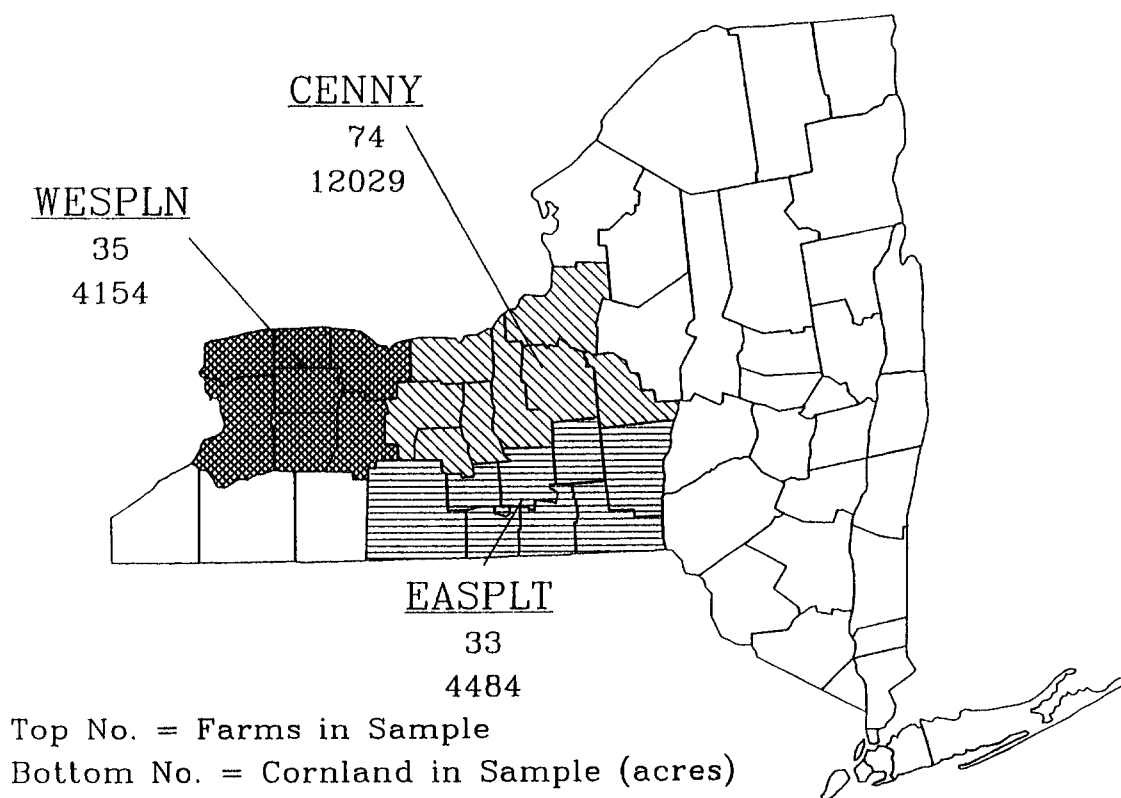 CENNY
74
12029
WESPLN
35
4154
EASPLT
33
4484
Top No. = Farms in Sample
Bottom No. = Cornland in Sample (acres)